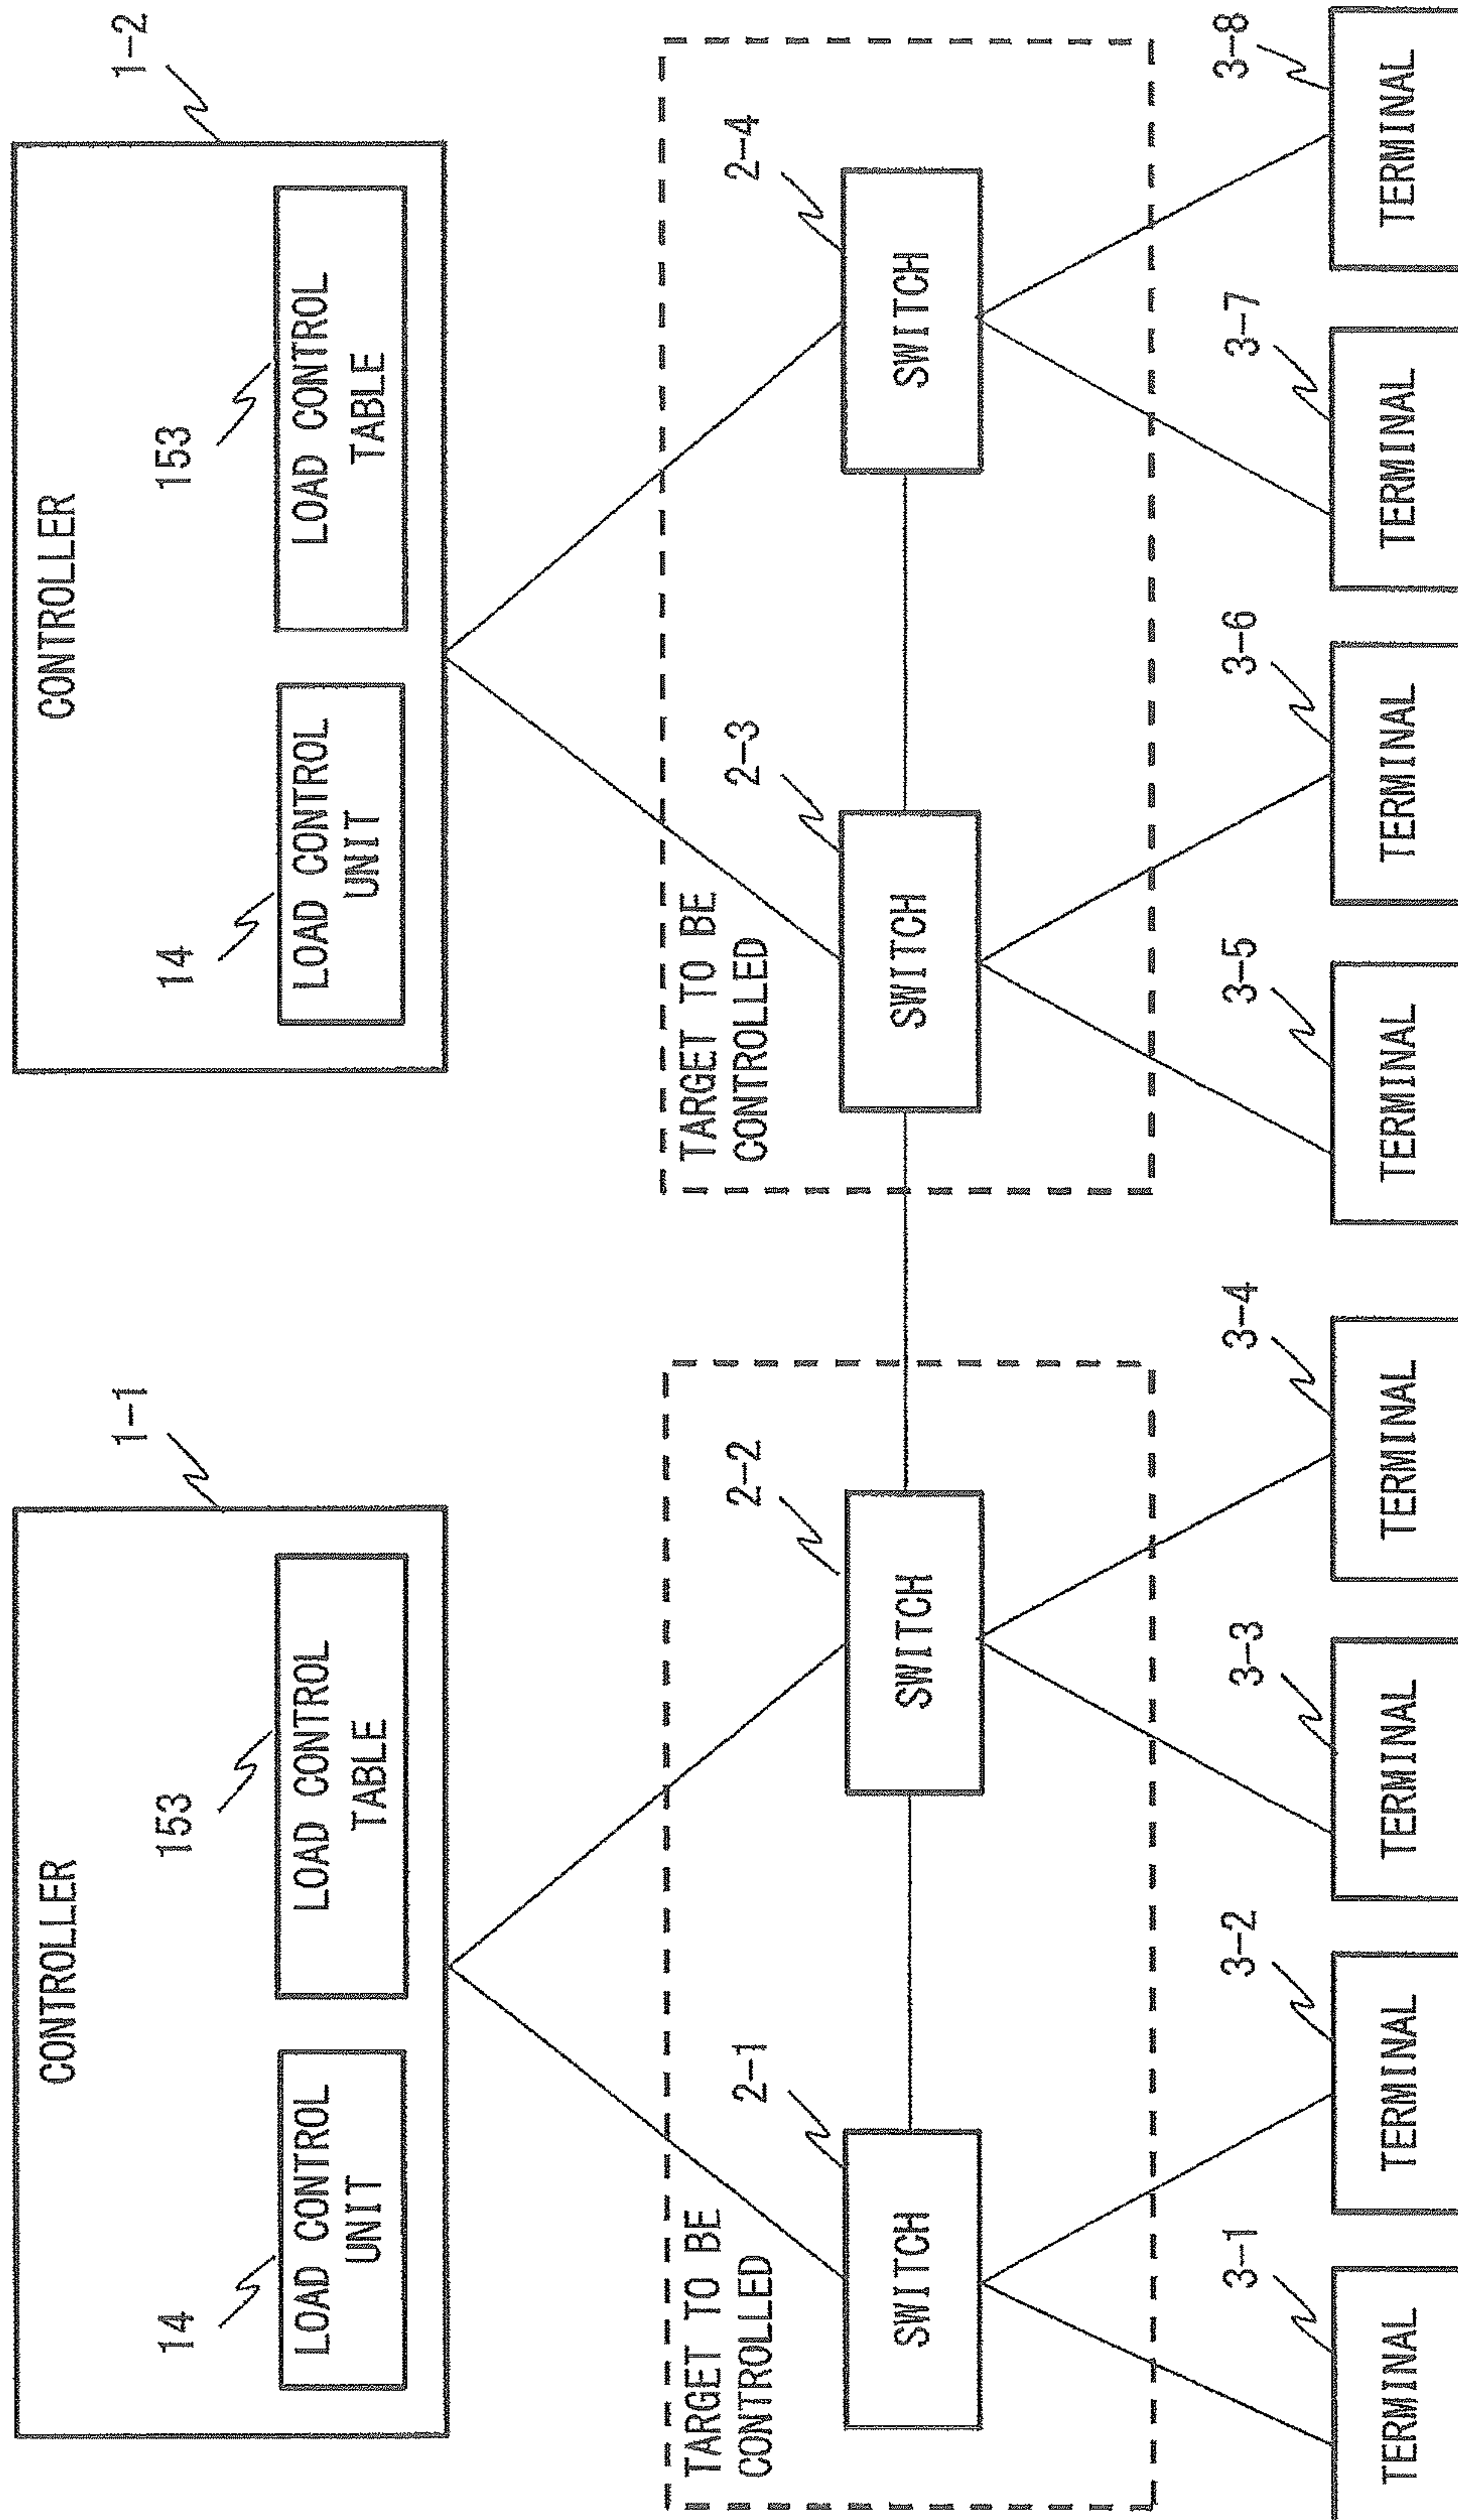 1-1
CONTROLLER
14
153
LOAD CONTROL
UNIT
LOAD CONTROL
TABLE
1-2
CONTROLLER
14
153
LOAD CONTROL
UNIT
LOAD CONTROL
TABLE
TARGET TO BE
CONTROLLED
2-1
SWITCH
2-2
SWITCH
TARGET TO BE
CONTROLLED
2-3
SWITCH
2-4
SWITCH
3-1
TERMINAL
3-2
TERMINAL
3-3
TERMINAL
3-4
TERMINAL
3-5
TERMINAL
3-6
TERMINAL
3-7
TERMINAL
3-8
TERMINAL